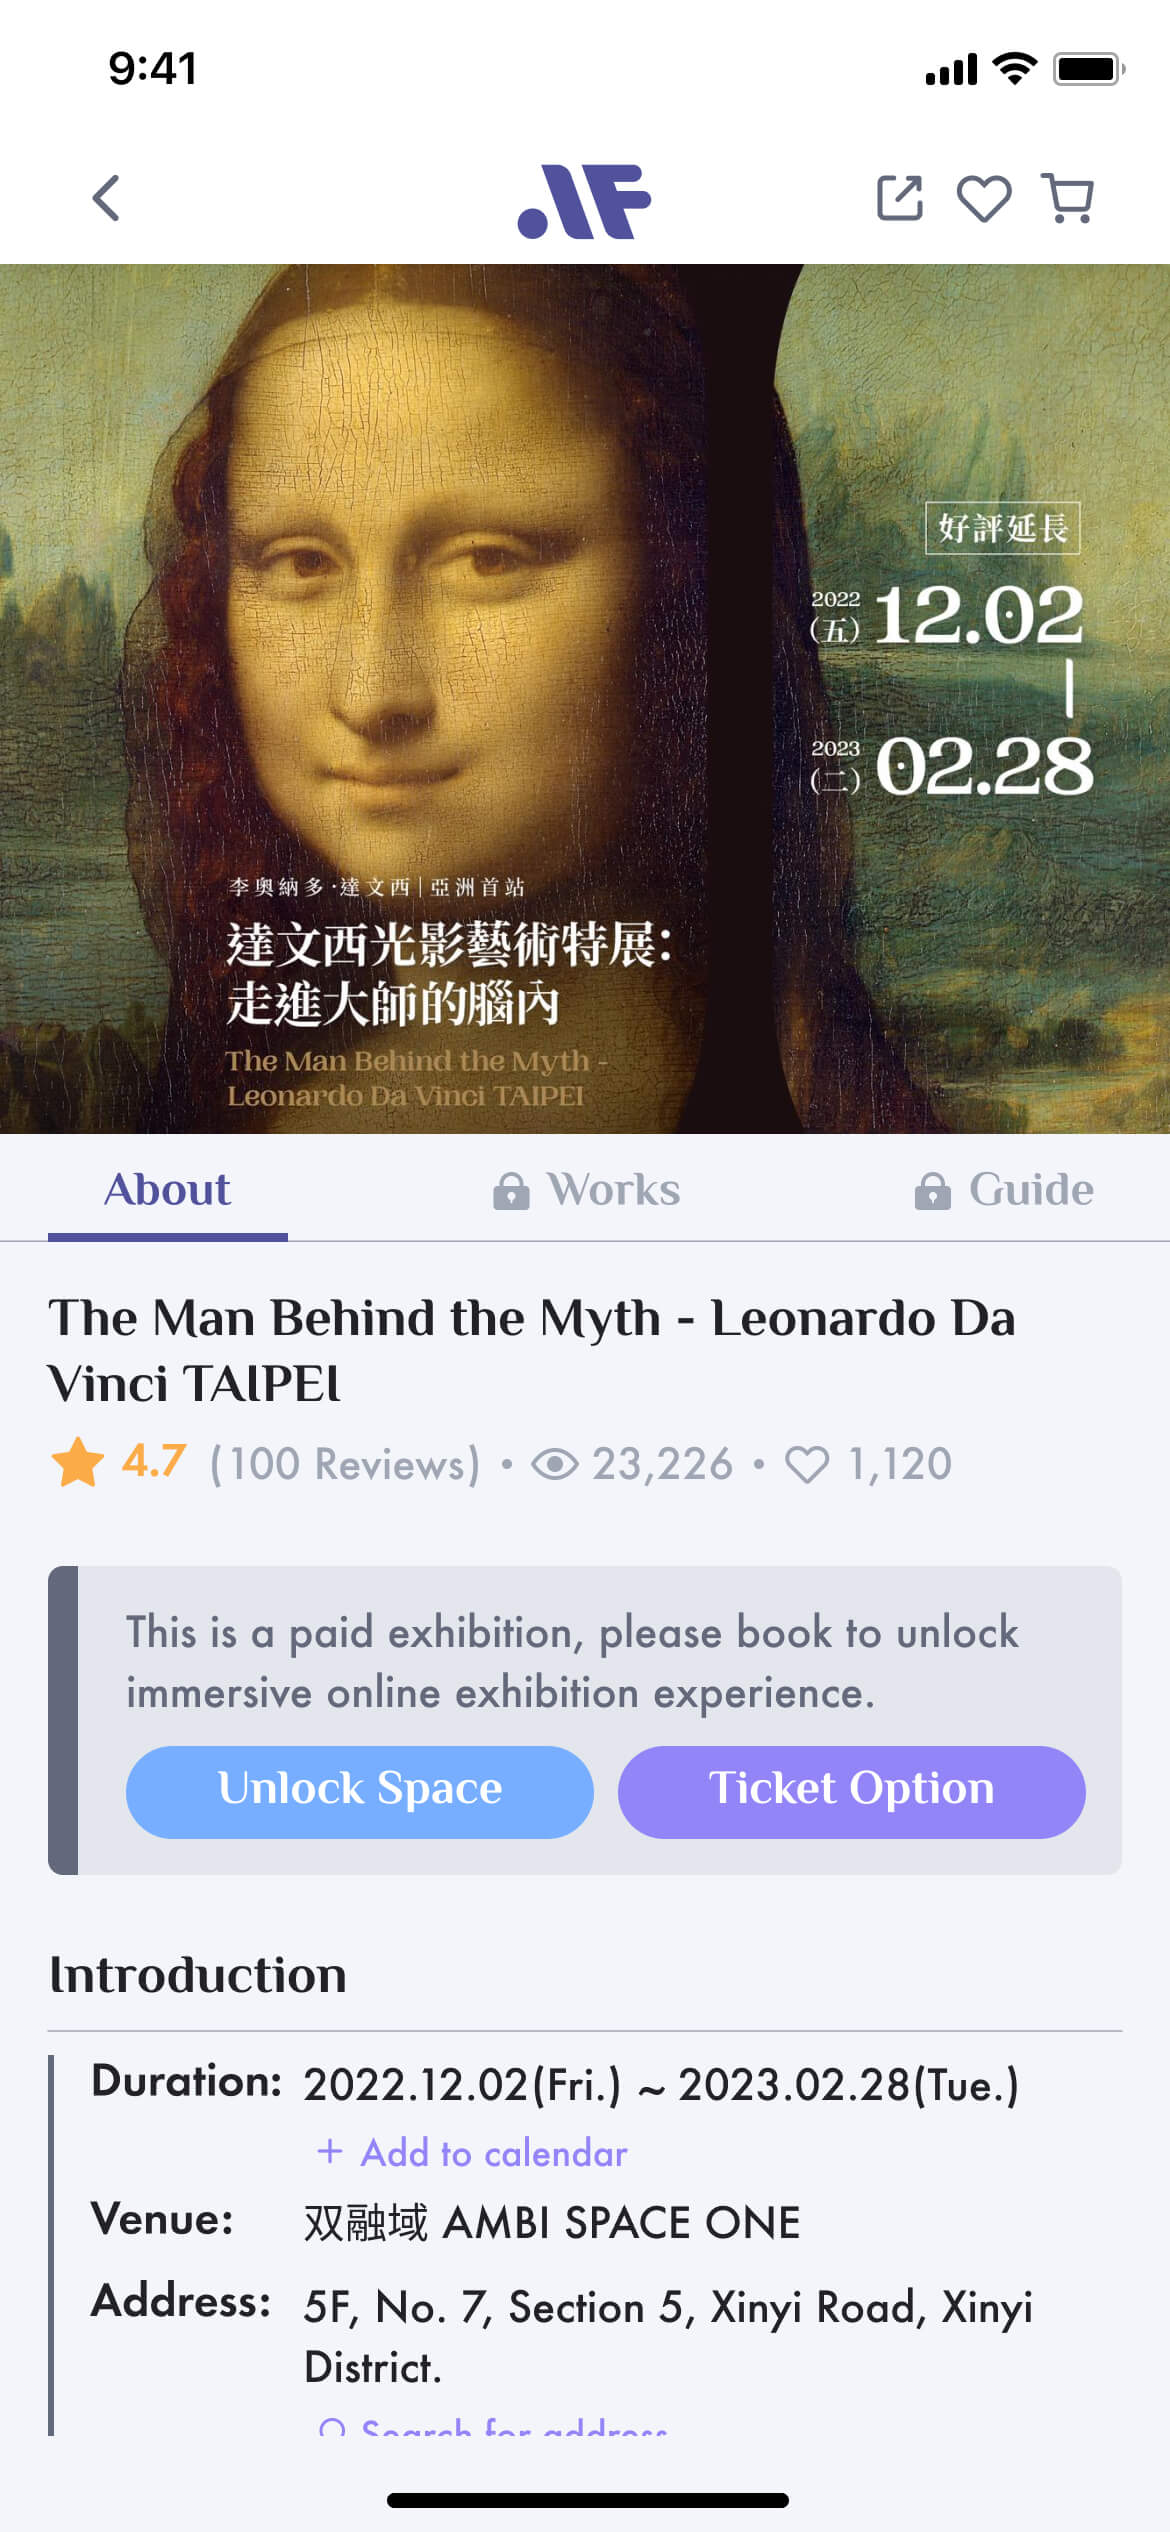 9:41
好評延長
2022
(五) 12.02
2023
(二) 02.28
李奧納多·達文西|亞洲首站
達文西光影藝術特展:
走進大師的腦內
The Man Behind the Myth -
Leonardo Da Vinci TAIPEI
About
Works
Guide
The Man Behind the Myth - Leonardo Da
Vinci TAIPEI
4.7 (100 Reviews) • 23,226 • 1,120
This is a paid exhibition, please book to unlock
immersive online exhibition experience.
Unlock Space
Ticket Option
Introduction
Duration: 2022.12.02(Fri.) ~ 2023.02.28(Tue.)
+ Add to calendar
Venue: 双融域 AMBI SPACE ONE
Address: 5F, No. 7, Section 5, Xinyi Road, Xinyi
District.
Search for address